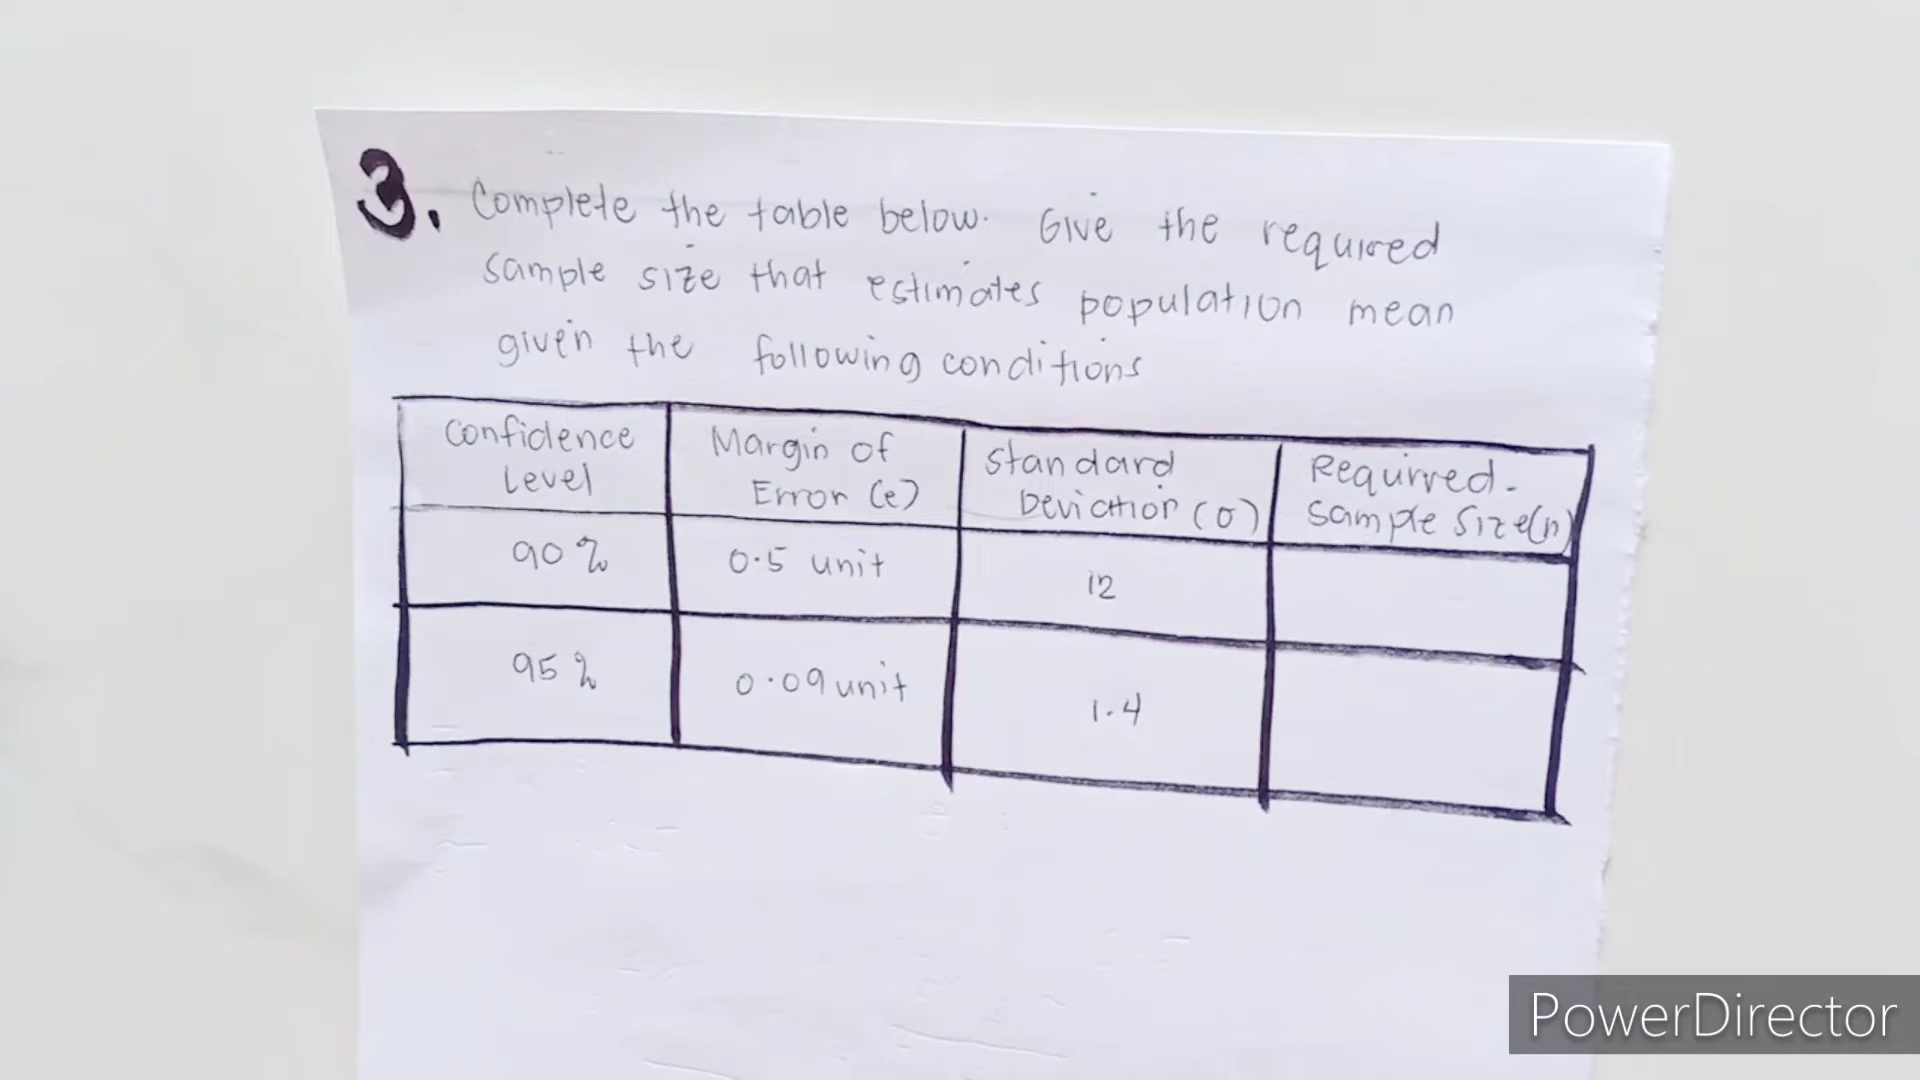 3. Complete the table below. Give the required
sample size that estimates population mean
given the following conditions
Confidence Level
Margin of Error (e)
Standard Deviation (σ)
Required Sample Size(n)
90% 0.5 unit 12
95% 0.09 unit 1.4
PowerDirector